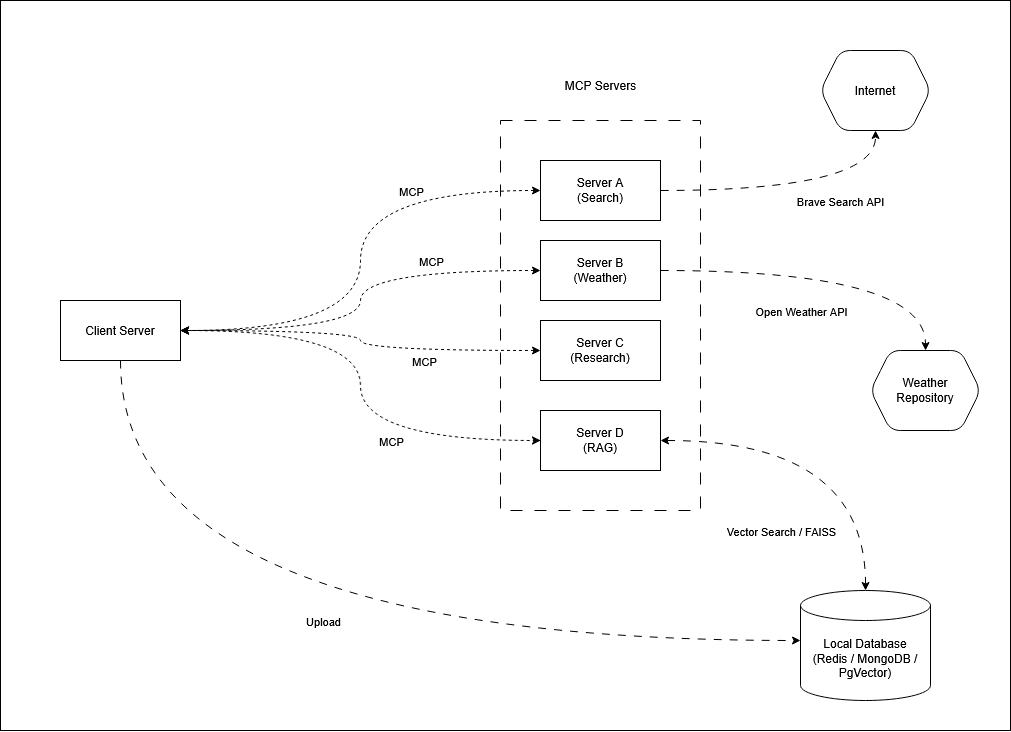 MCP Servers
Internet
Server A
(Search)
MCP
Brave Search API
Server B
(Weather)
MCP
Open Weather API
Client Server
Server C
(Research)
MCP
Weather
Repository
Server D
(RAG)
MCP
Vector Search / FAISS
Upload
Local Database
(Redis / MongoDB /
PgVector)